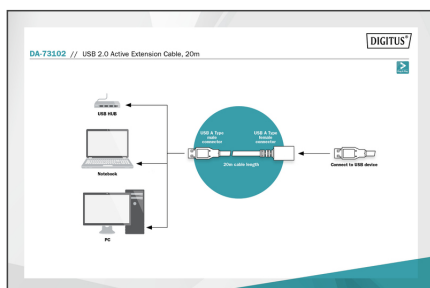 DIGITUS®
DA-73102 // USB 2.0 Active Extension Cable, 20m
USB HUB
USB A Type
male
connector
USB A Type
female
connector
Notebook
20m cable length
Connect to USB device
PC